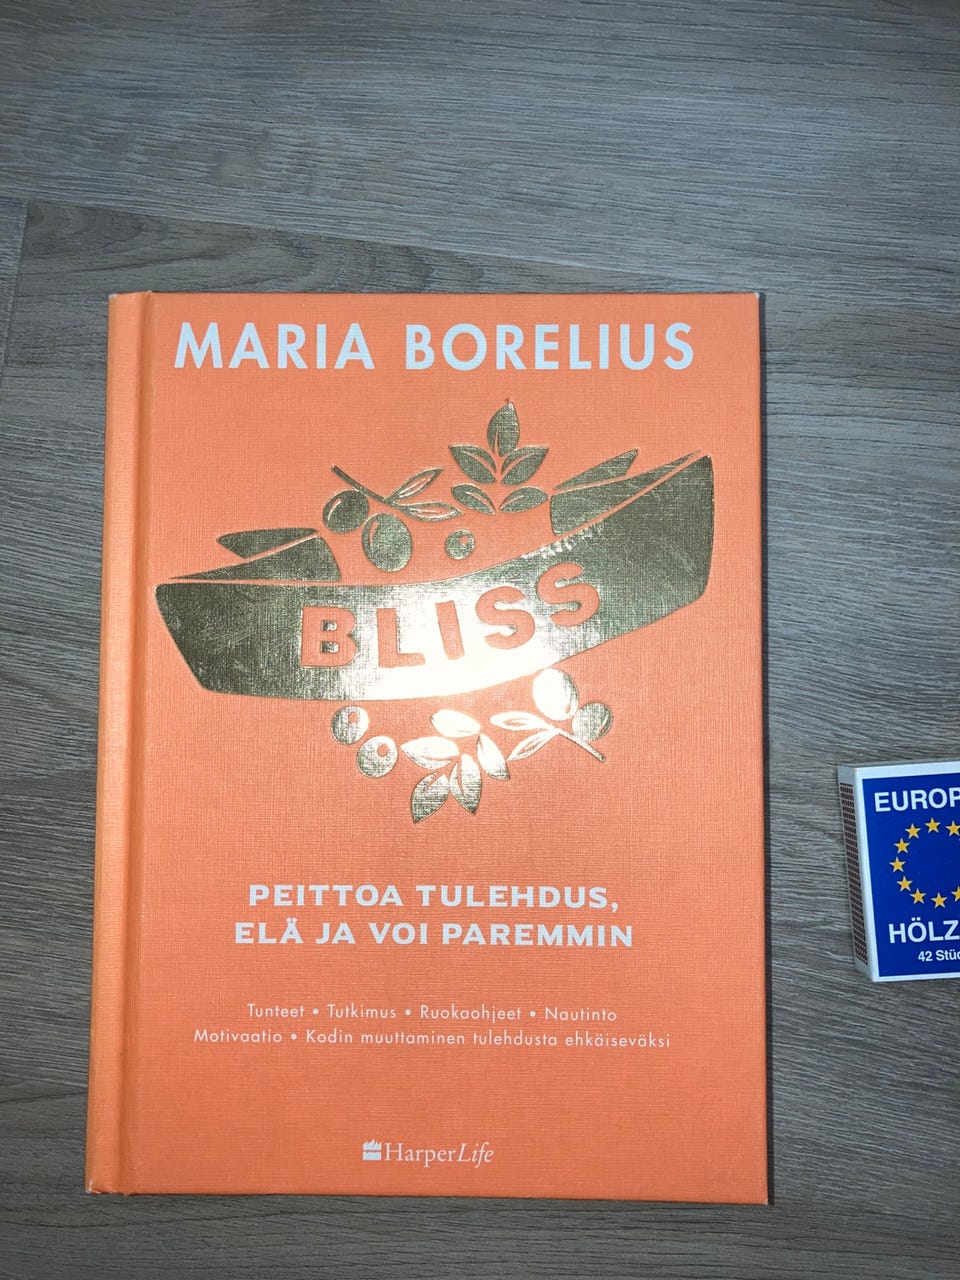 MARIA BORELIUS
BLISS
PEITTOA TULEHDUS,
ELÄ JA VOI PAREMMIN
Tunteet • Tutkimus • Ruokaohjeet • Nautinto
Motivaatio • Kodin muuttaminen tulehdusta ehkäiseväksi
HarperLife
EUROP
HÖLZ
42 Stüc